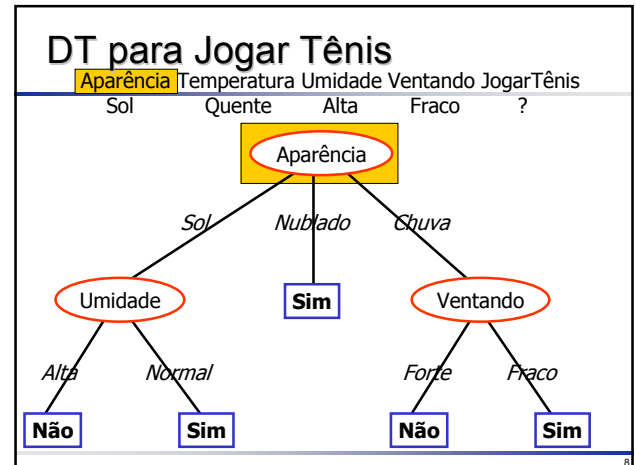 DT para Jogar Tênis
Aparência Temperatura Umidade Ventando JogarTênis
Sol Quente Alta Fraco ?
Aparência
Sol Nublado Chuva
Umidade Sim Ventando
Alta Normal Forte Fraco
Não Sim Não Sim
8